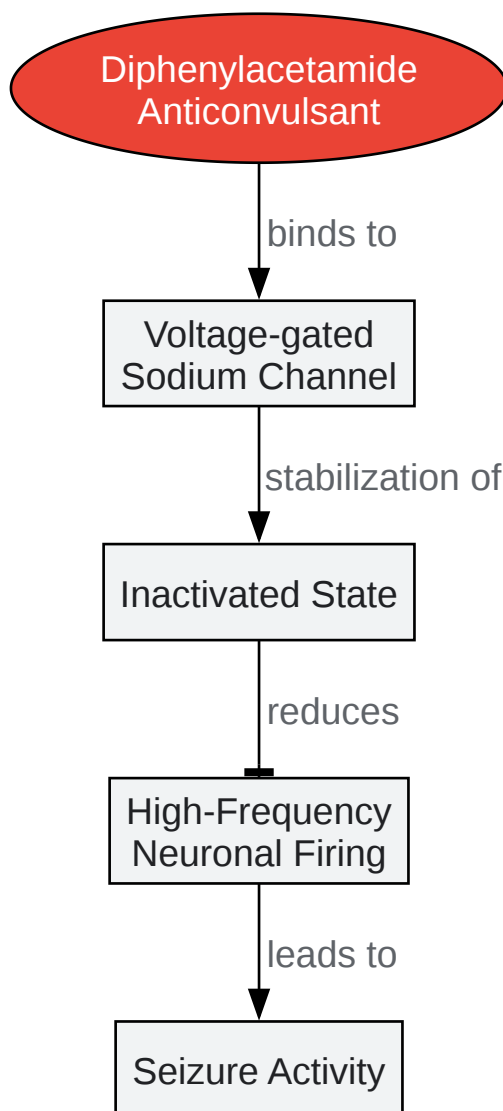 Diphenylacetamide
Anticonvulsant
binds to
Voltage-gated
Sodium Channel
stabilization of
Inactivated State
reduces
High-Frequency
Neuronal Firing
leads to
Seizure Activity